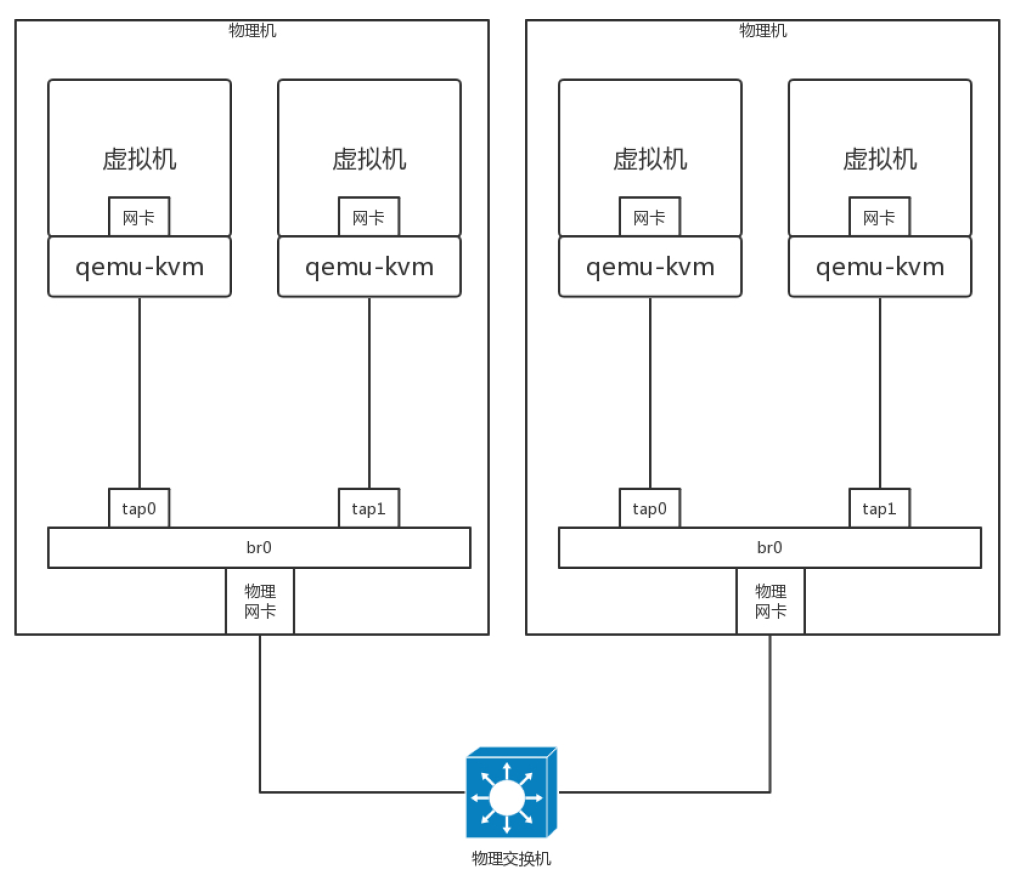 物理机
物理机
虚拟机
虚拟机
虚拟机
虚拟机
网卡
网卡
网卡
网卡
qemu-kvm
qemu-kvm
qemu-kvm
qemu-kvm
tap0
tap1
tap0
tap1
br0
br0
物理
网卡
物理
网卡
物理交换机